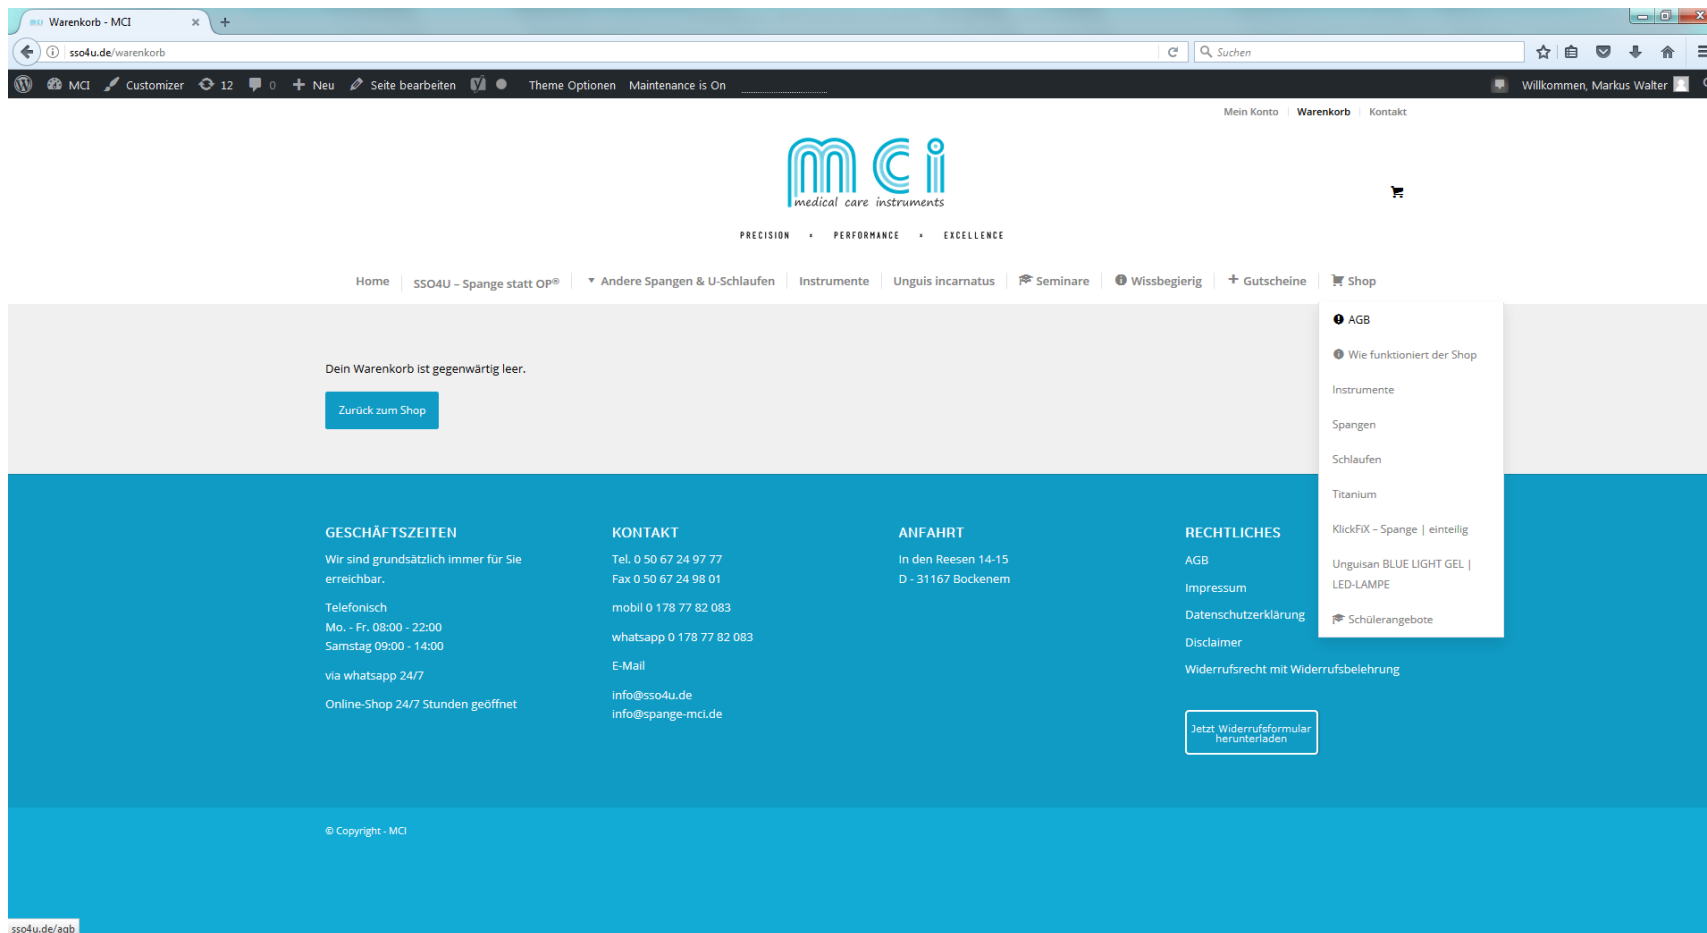 Warenkorb - MCI
sso4u.de/warenkorb
Suchen
MCI Customizer 12 0 Neu Seite bearbeiten Theme Optionen Maintenance is On
Willkommen, Markus Walter
Mein Konto Warenkorb Kontakt
mci
medical care instruments
PRECISION × PERFORMANCE × EXCELLENCE
Home SSO4U – Spange statt OP® Andere Spangen & U-Schlaufen Instrumente Unguis incarnatus Seminare Wissbegierig Gutscheine Shop
AGB
Wie funktioniert der Shop
Instrumente
Spangen
Schlaufen
Titanium
KlickFiX – Spange | einteilig
Unguisan BLUE LIGHT GEL |
LED-LAMPE
Schülerangebote
Dein Warenkorb ist gegenwärtig leer.
Zurück zum Shop
GESCHÄFTSZEITEN
Wir sind grundsätzlich immer für Sie
erreichbar.
Telefonisch
Mo. - Fr. 08:00 - 22:00
Samstag 09:00 - 14:00
via whatsapp 24/7
Online-Shop 24/7 Stunden geöffnet
KONTAKT
Tel. 0 50 67 24 97 77
Fax 0 50 67 24 98 01
mobil 0 178 77 82 083
whatsapp 0 178 77 82 083
E-Mail
info@sso4u.de
info@spange-mci.de
ANFAHRT
In den Reesen 14-15
D - 31167 Bockenem
RECHTLICHES
AGB
Impressum
Datenschutzerklärung
Disclaimer
Widerrufsrecht mit Widerrufsbelehrung
Jetzt Widerrufsformular
herunterladen
© Copyright - MCI
sso4u.de/agb